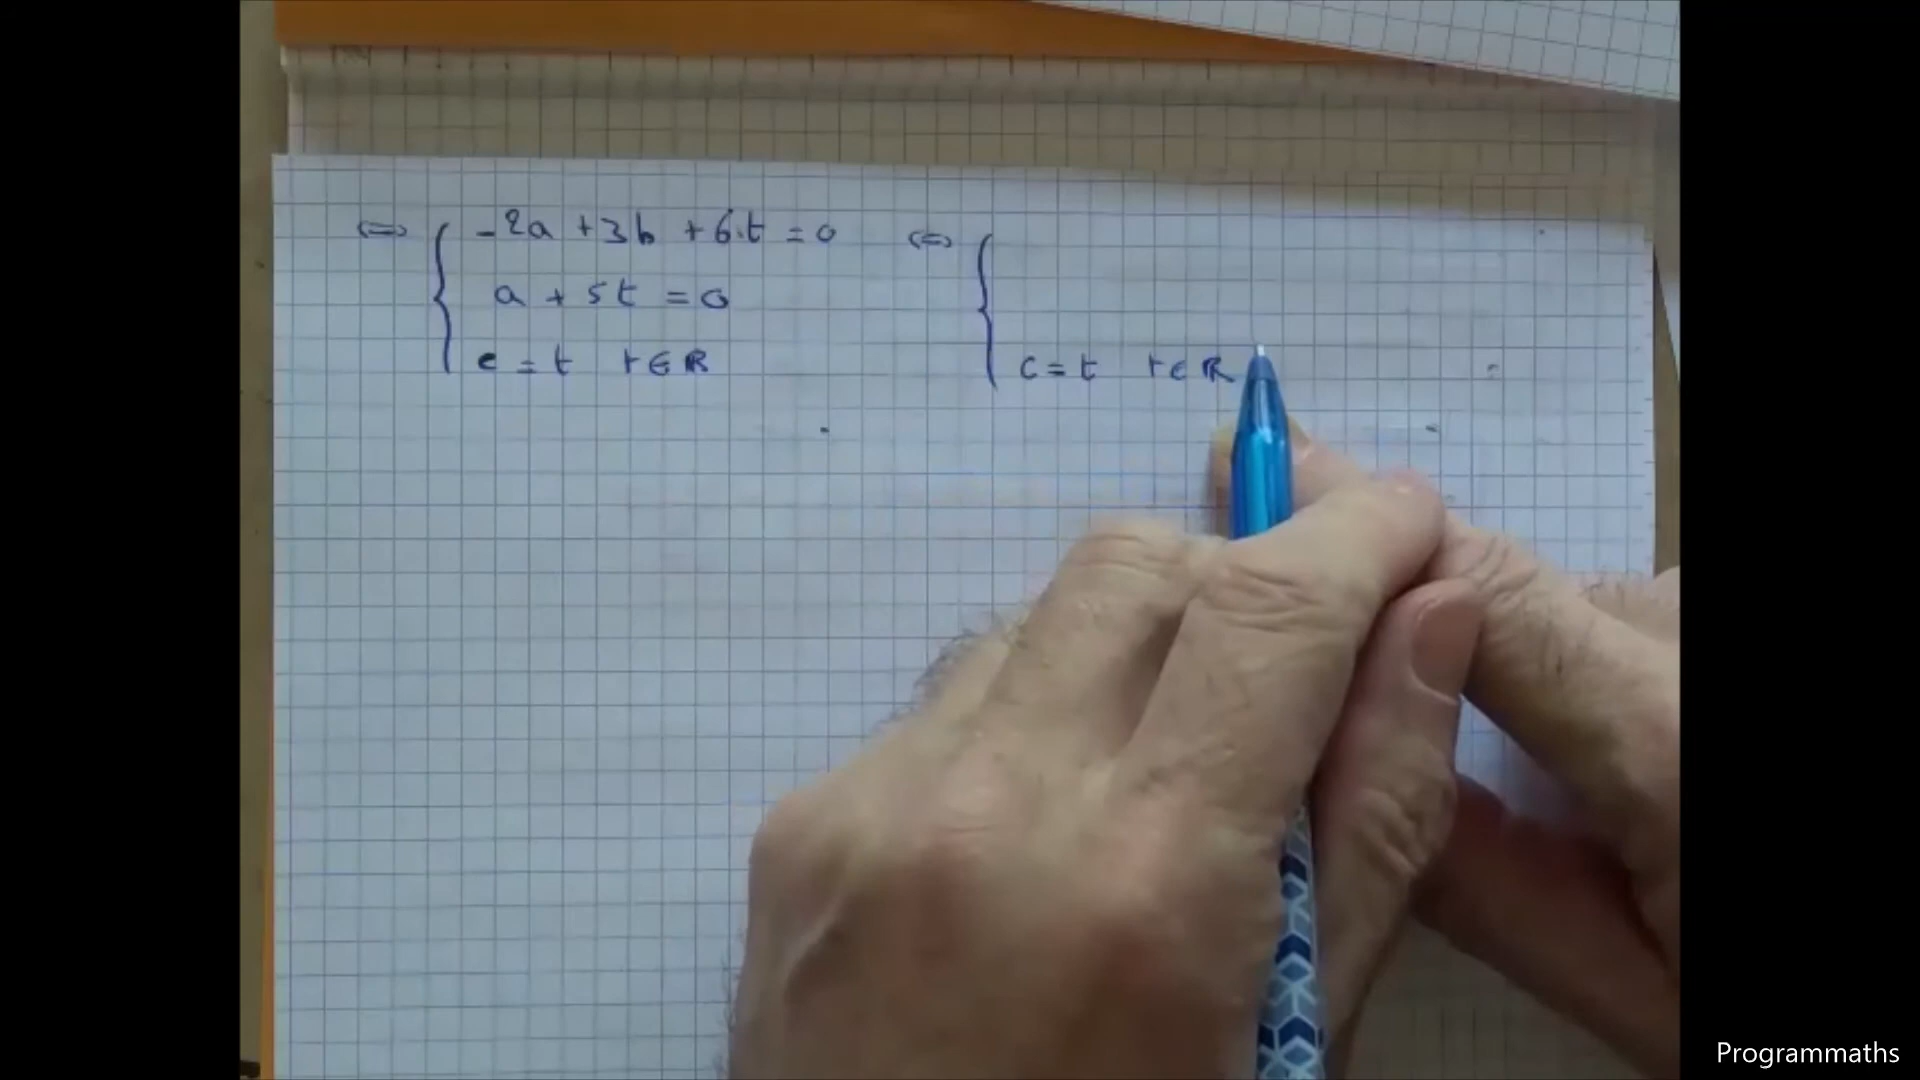 ⇔ { -2a + 3b + 6·t = 0 ⇔ {
a + 5t = 0
c = t t ∈ ℝ c = t t ∈ ℝ
Programmaths